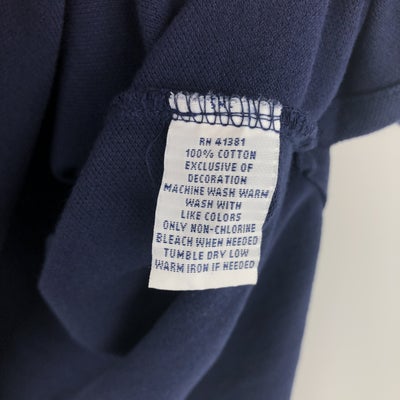 RN 41381
100% COTTON
EXCLUSIVE OF
DECORATION
MACHINE WASH WARM
WASH WITH
LIKE COLORS
ONLY NON-CHLORINE
BLEACH WHEN NEEDED
TUMBLE DRY LOW
WARM IRON IF NEEDED